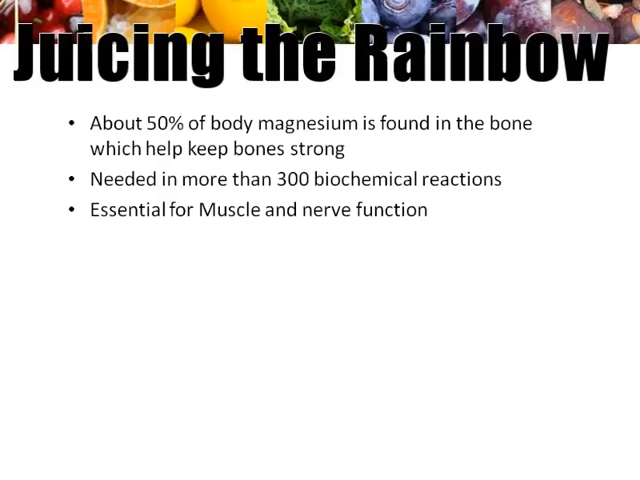 Juicing the Rainbow
• About 50% of body magnesium is found in the bone
which help keep bones strong
• Needed in more than 300 biochemical reactions
• Essential for Muscle and nerve function